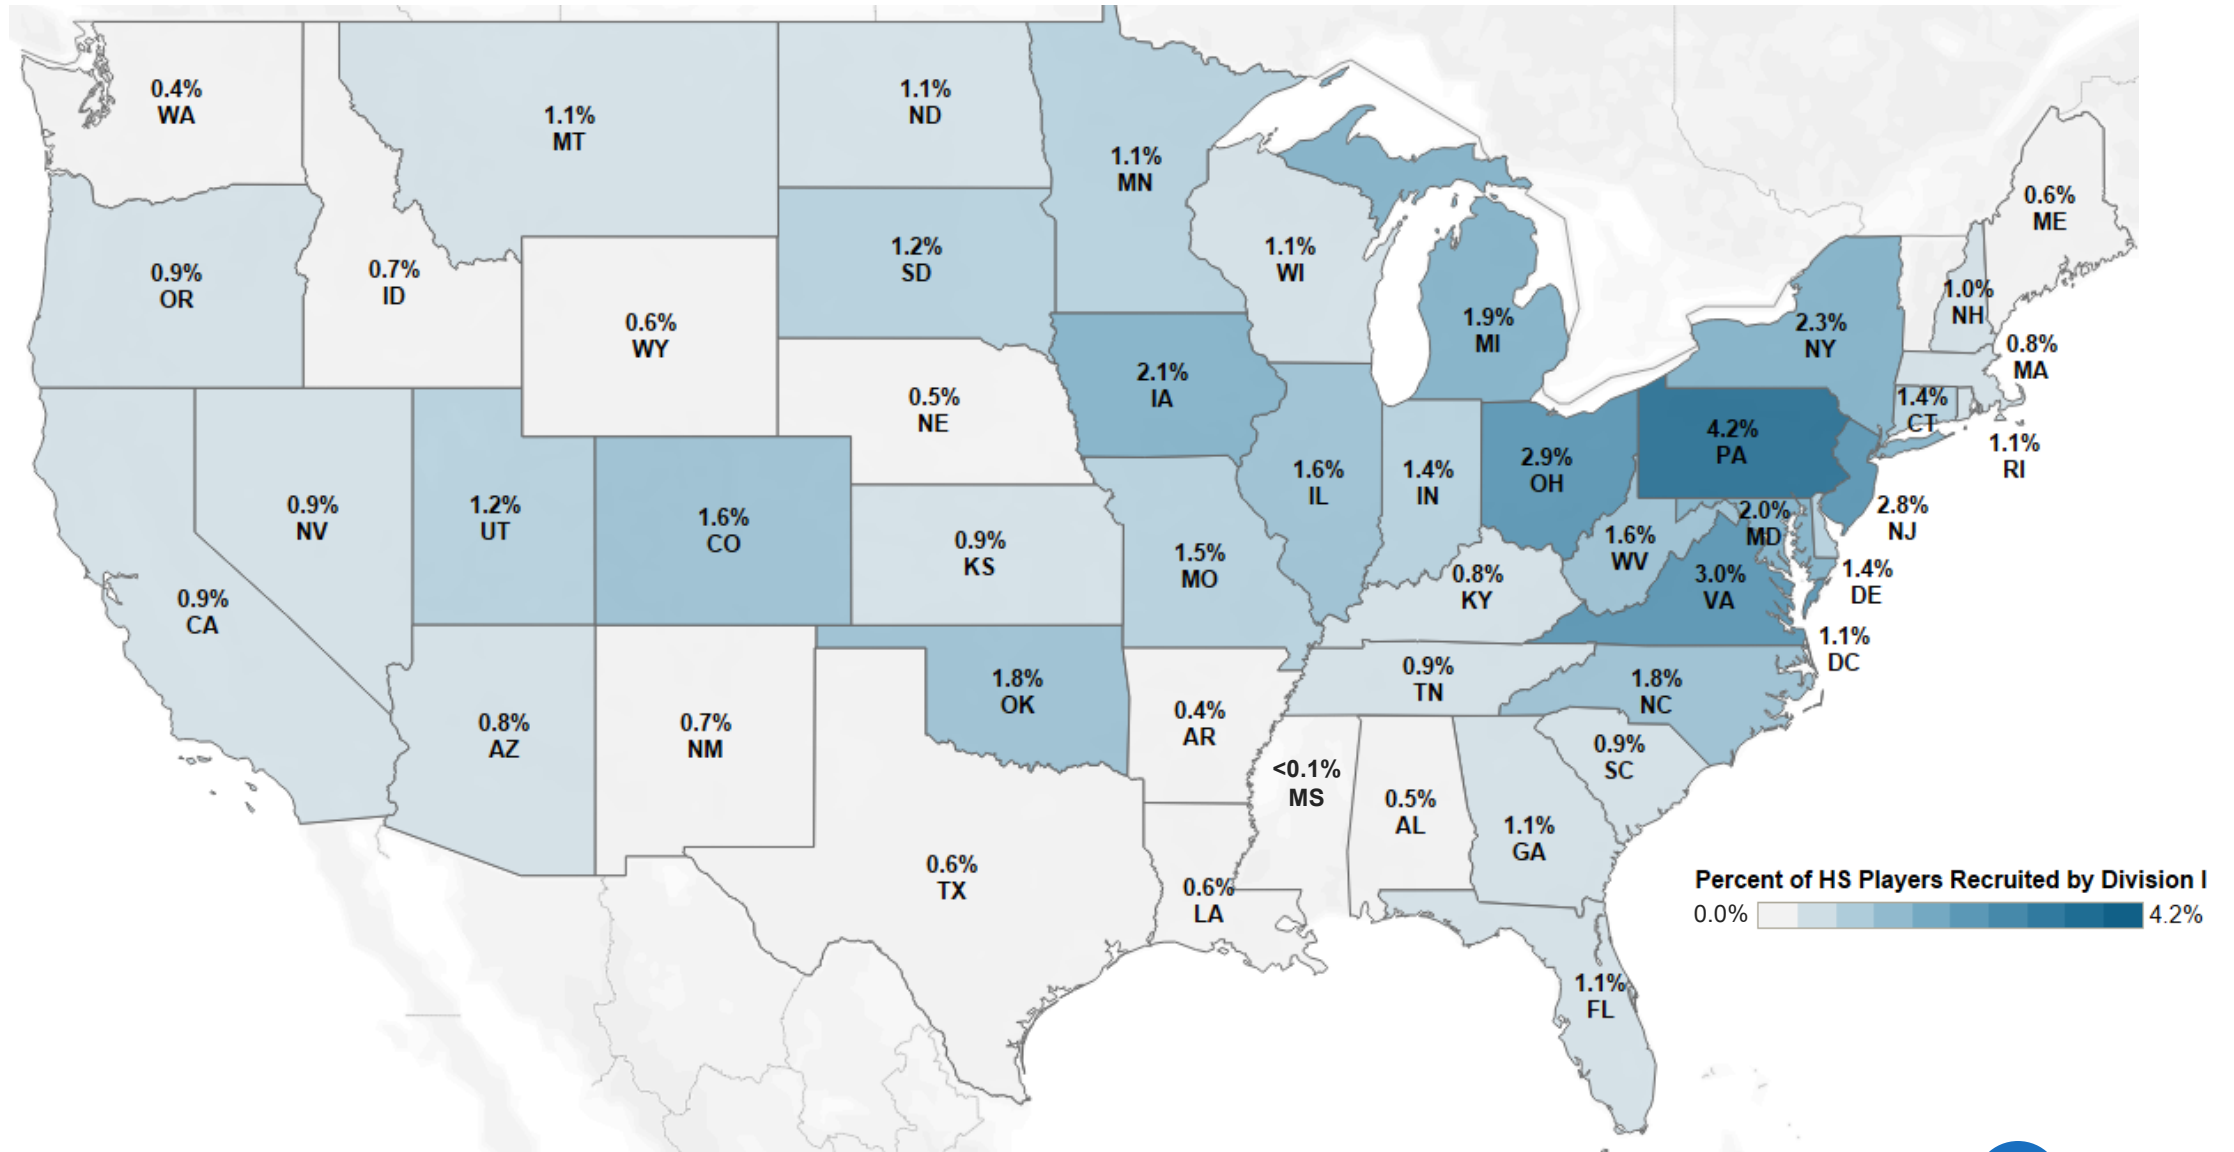 0.4%
WA
1.1%
MT
1.1%
ND
1.1%
MN
0.6%
ME
0.9%
OR
0.7%
ID
0.6%
WY
1.2%
SD
1.1%
WI
1.9%
MI
2.3%
NY
1.0%
NH
0.8%
MA
0.5%
NE
2.1%
IA
1.4%
CT
1.1%
RI
0.9%
CA
0.9%
NV
1.2%
UT
1.6%
CO
0.9%
KS
1.5%
MO
1.6%
IL
1.4%
IN
2.9%
OH
4.2%
PA
2.8%
NJ
2.0%
MD
1.6%
WV
3.0%
VA
1.4%
DE
1.1%
DC
0.8%
KY
0.8%
AZ
0.7%
NM
1.8%
OK
0.4%
AR
0.9%
TN
1.8%
NC
0.9%
SC
0.6%
TX
0.6%
LA
<0.1%
MS
0.5%
AL
1.1%
GA
1.1%
FL
Percent of HS Players Recruited by Division I
0.0% 4.2%